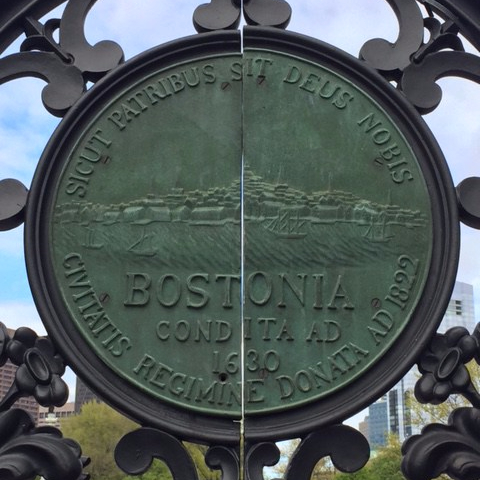 SICUT PATRIBUS SIT DEUS NOBIS
BOSTONIA
CONDITA AD
1630
CIVITATIS REGIMINE DONATA AD 1822